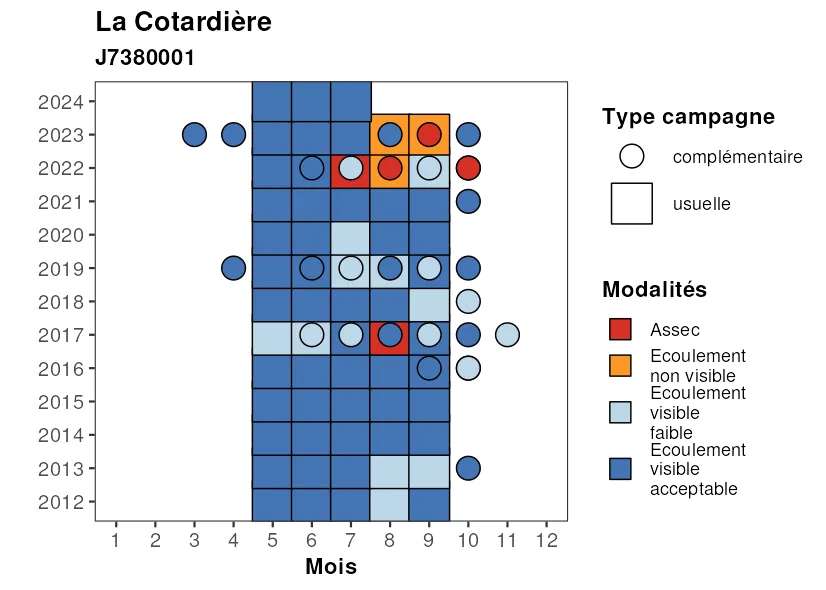 La Cotardière
J7380001
2024
2023
2022
2021
2020
2019
2018
2017
2016
2015
2014
2013
2012
1 2 3 4 5 6 7 8 9 10 11 12
Mois
Type campagne
complémentaire
usuelle
Modalités
Assec
Ecoulement
non visible
Ecoulement
visible
faible
Ecoulement
visible
acceptable